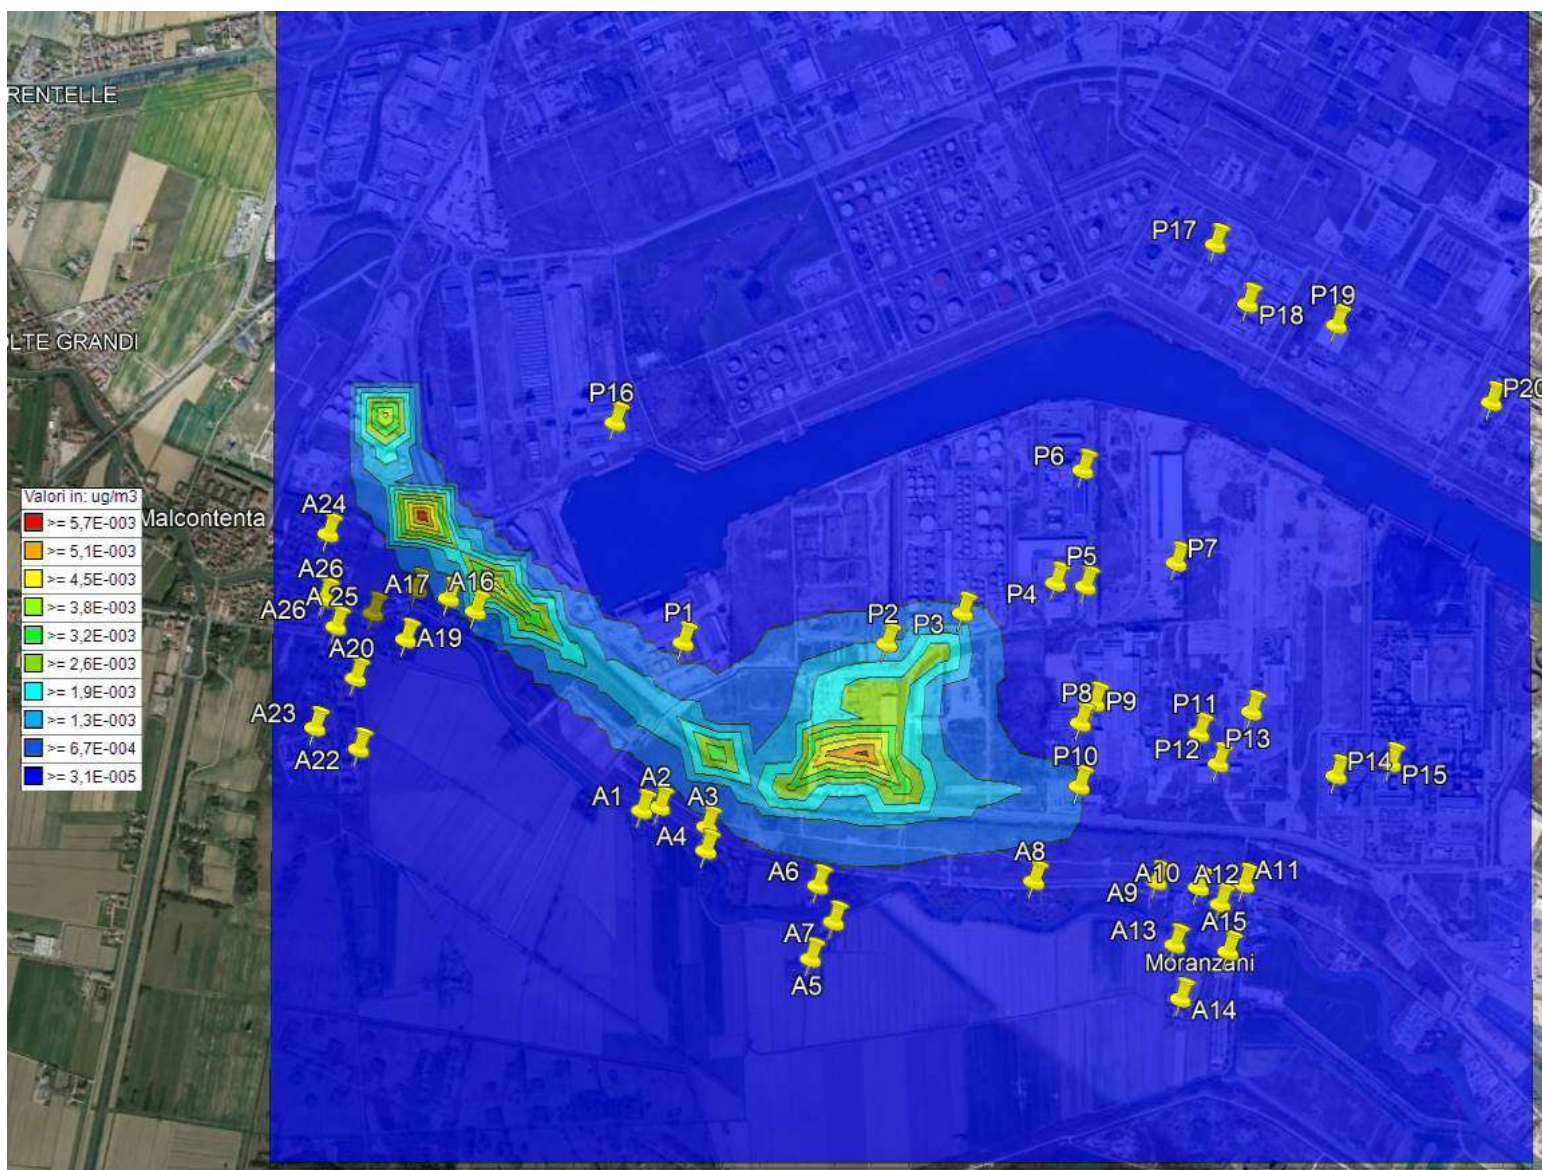 RENTELLE
P17
P18
P19
OLTE GRANDI
P16
P20
P6
Valori in: ug/m3
>= 5,7E-003
>= 5,1E-003
>= 4,5E-003
>= 3,8E-003
>= 3,2E-003
>= 2,6E-003
>= 1,9E-003
>= 1,3E-003
>= 6,7E-004
>= 3,1E-005
Malcontenta
A24
P5
P7
P4
A26
A25
A26
A17
A16
A19
A20
P1
P2
P3
A23
A22
P8
P9
P10
P11
P12
P13
P14
P15
A1
A2
A3
A4
A6
A7
A5
A8
A9
A10
A12
A11
A13
A15
Moranzani
A14